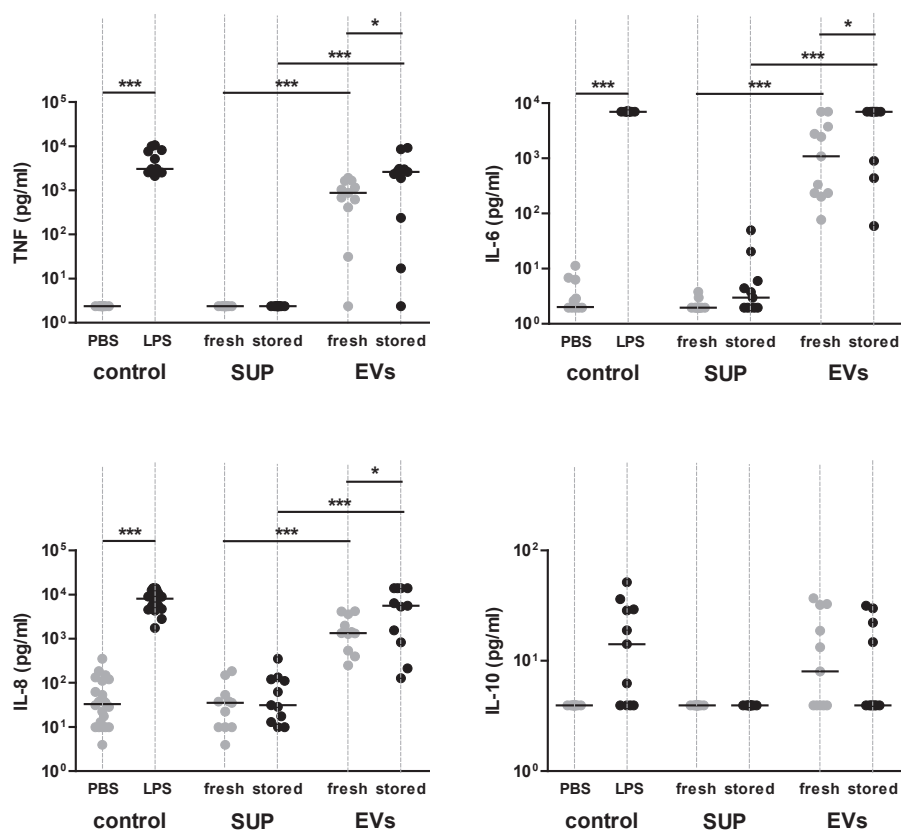 *
***
***
***
10⁵
10⁴
10³
10²
10¹
10⁰
TNF (pg/ml)
PBS LPS fresh stored fresh stored
control SUP EVs
*
***
***
***
10⁴
10³
10²
10¹
10⁰
IL-6 (pg/ml)
PBS LPS fresh stored fresh stored
control SUP EVs
*
***
***
***
10⁵
10⁴
10³
10²
10¹
10⁰
IL-8 (pg/ml)
PBS LPS fresh stored fresh stored
control SUP EVs
10²
10¹
10⁰
IL-10 (pg/ml)
PBS LPS fresh stored fresh stored
control SUP EVs